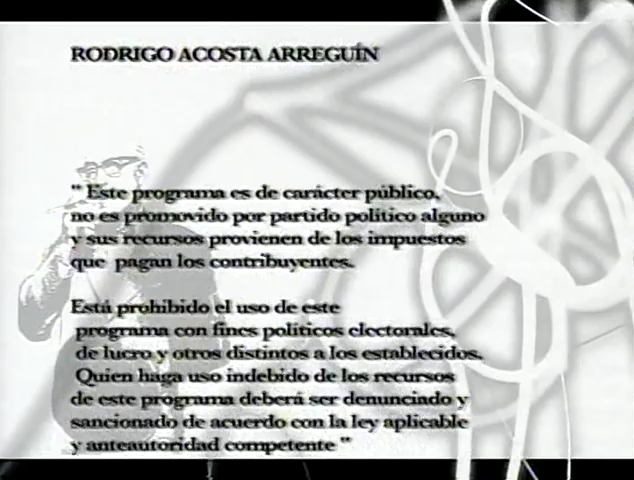 RODRIGO ACOSTA ARREGUÍN
" Este programa es de carácter público,
no es promovido por partido político alguno
y sus recursos provienen de los impuestos
que pagan los contribuyentes.
Está prohibido el uso de este
programa con fines políticos electorales,
de lucro y otros distintos a los establecidos.
Quien haga uso indebido de los recursos
de este programa deberá ser denunciado y
sancionado de acuerdo con la ley aplicable
y anteautoridad competente "